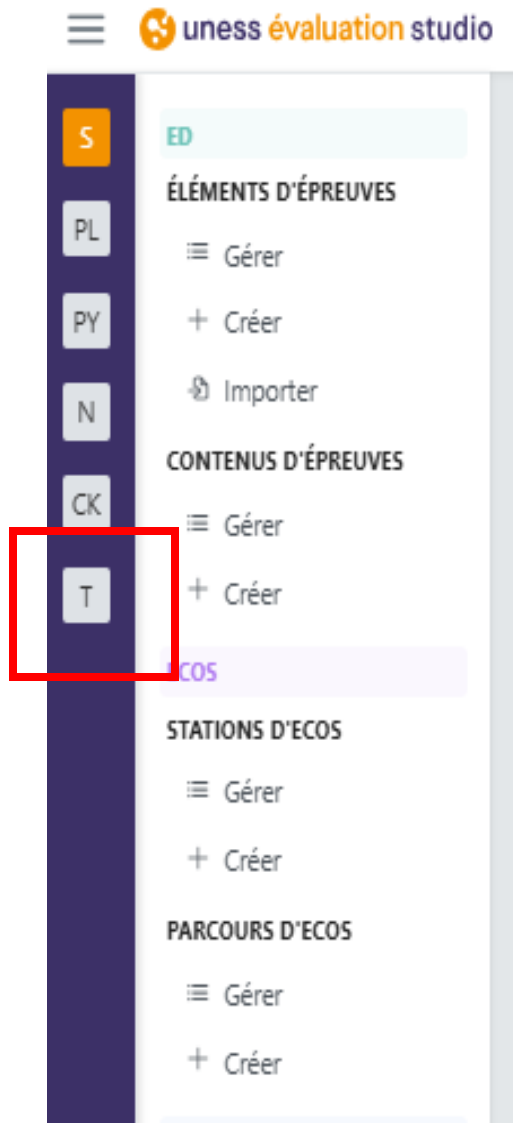 uness évaluation studio
S
PL
PY
N
CK
T
ED
ÉLÉMENTS D'ÉPREUVES
Gérer
Créer
Importer
CONTENUS D'ÉPREUVES
Gérer
Créer
ECOS
STATIONS D'ECOS
Gérer
Créer
PARCOURS D'ECOS
Gérer
Créer